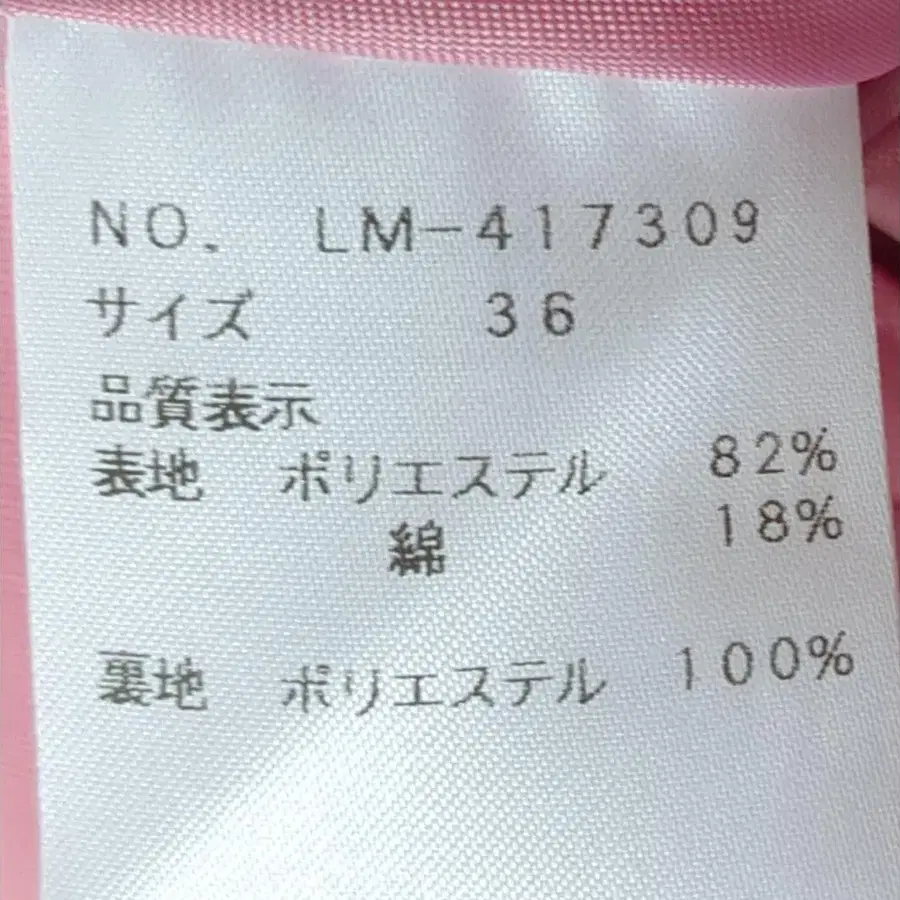 NO. LM-417309
サイズ 36
品質表示
表地 ポリエステル 82%
綿 18%
裏地 ポリエステル 100%